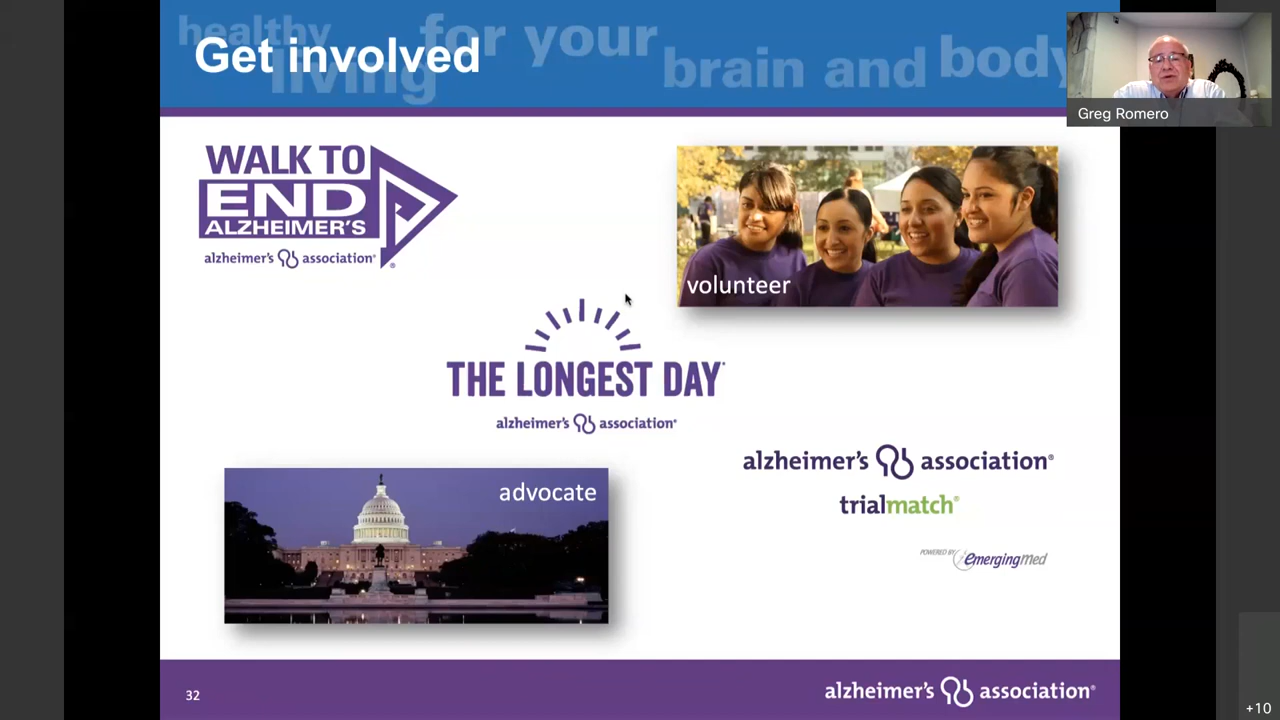 healthy living for your brain and body
Get involved
Greg Romero
WALK TO
END
ALZHEIMER'S
alzheimer's association®
volunteer
THE LONGEST DAY®
alzheimer's association®
advocate
alzheimer's association®
trialmatch®
POWERED BY emergingmed
32
alzheimer's association®
+10